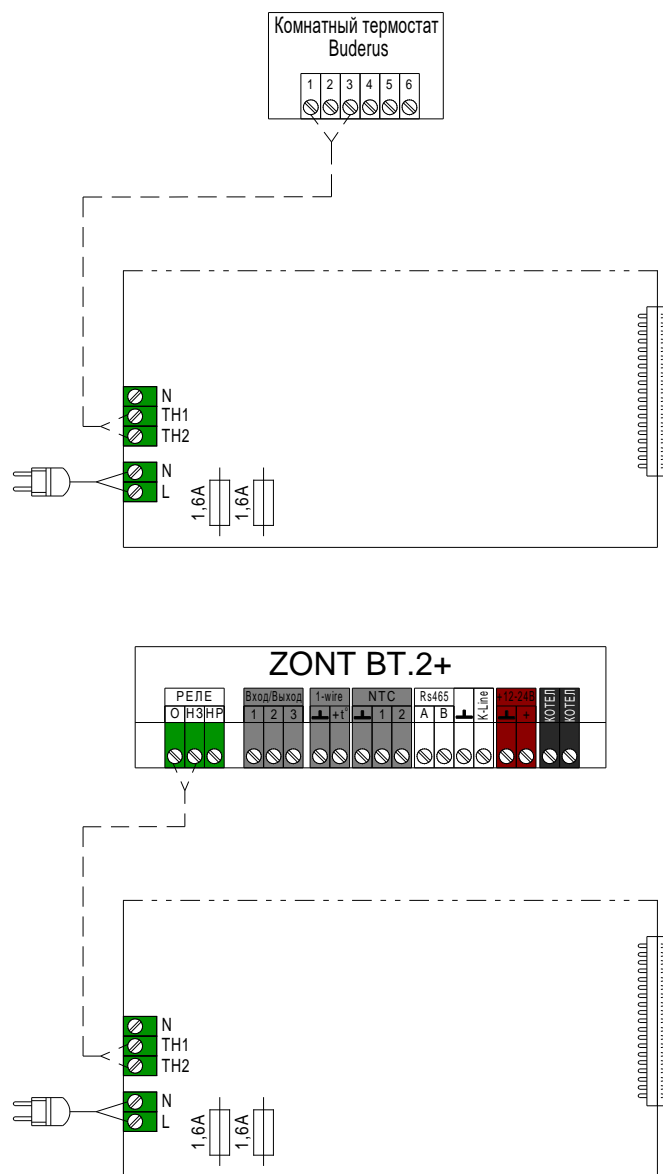 Комнатный термостат
Buderus
1 2 3 4 5 6
N
TH1
TH2
N
L
1,6A 1,6A
ZONT BT.2+
РЕЛЕ Вход/Выход 1-wire NTC Rs465 K-Line +12-24В КОТЕЛ КОТЕЛ
О НЗ НР 1 2 3 +t° 1 2 A B +
N
TH1
TH2
N
L
1,6A 1,6A